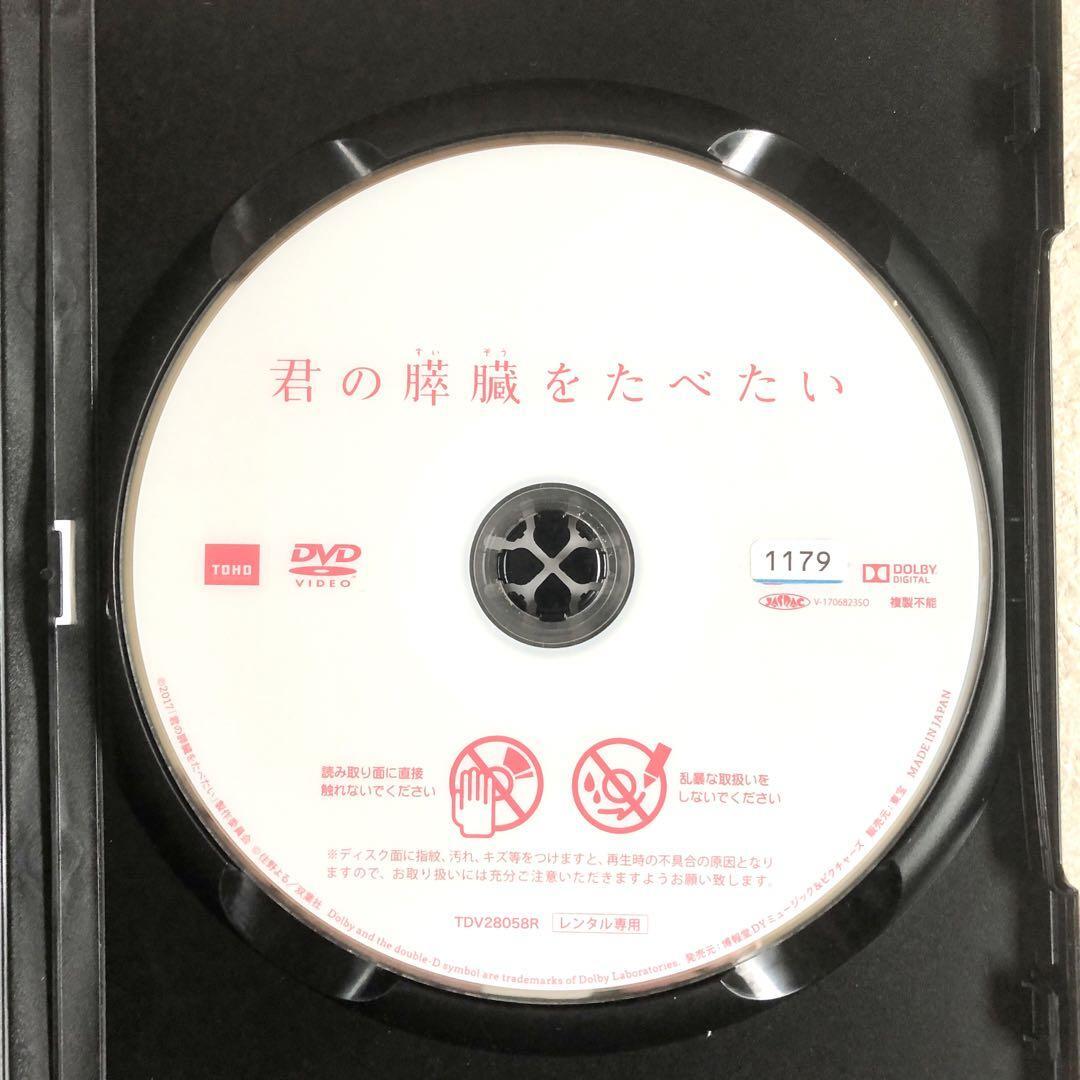 すい ぞう
君の膵臓をたべたい
TOHO
DVD
VIDEO
1179
DOLBY
DIGITAL
JASRAC
V-1706823SO
複製不能
読み取り面に直接
触れないでください
乱暴な取扱いを
しないでください
※ディスク面に指紋、汚れ、キズ等をつけますと、再生時の不具合の原因となり
ますので、お取り扱いには充分ご注意いただきますようお願い致します。
TDV28058R レンタル専用
©2017「君の膵臓をたべたい」製作委員会 ©住野よる／双葉社 Dolby and the double-D symbol are trademarks of Dolby Laboratories. 発売元：博報堂DYミュージック&ピクチャーズ 販売元：東宝 MADE IN JAPAN